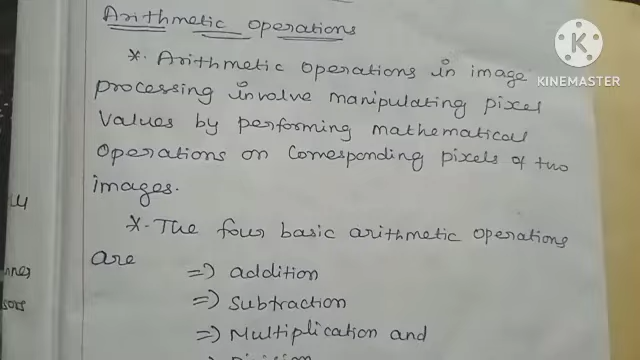 Arithmetic operations
*. Arithmetic operations in image
processing involve manipulating pixel
values by performing mathematical
operations on corresponding pixels of two
images.
*. The four basic arithmetic operations
are
=) addition
=) Subtraction
=) Multiplication and
=) Division
KINEMASTER